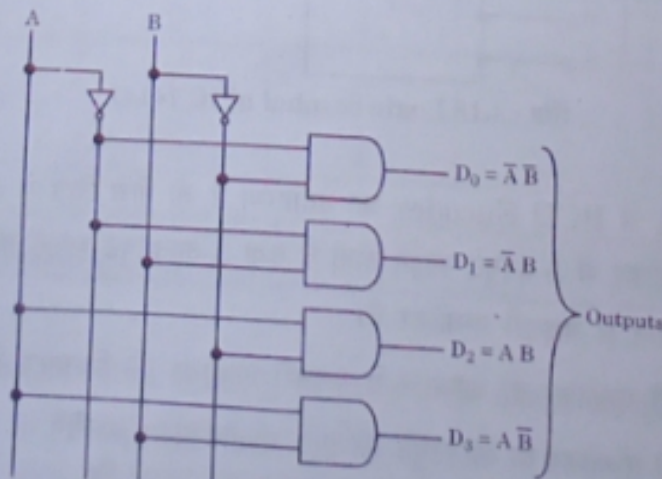 A B
D₀ = A̅ B̅
D₁ = A̅ B
Outputs
D₂ = A B
D₃ = A B̅